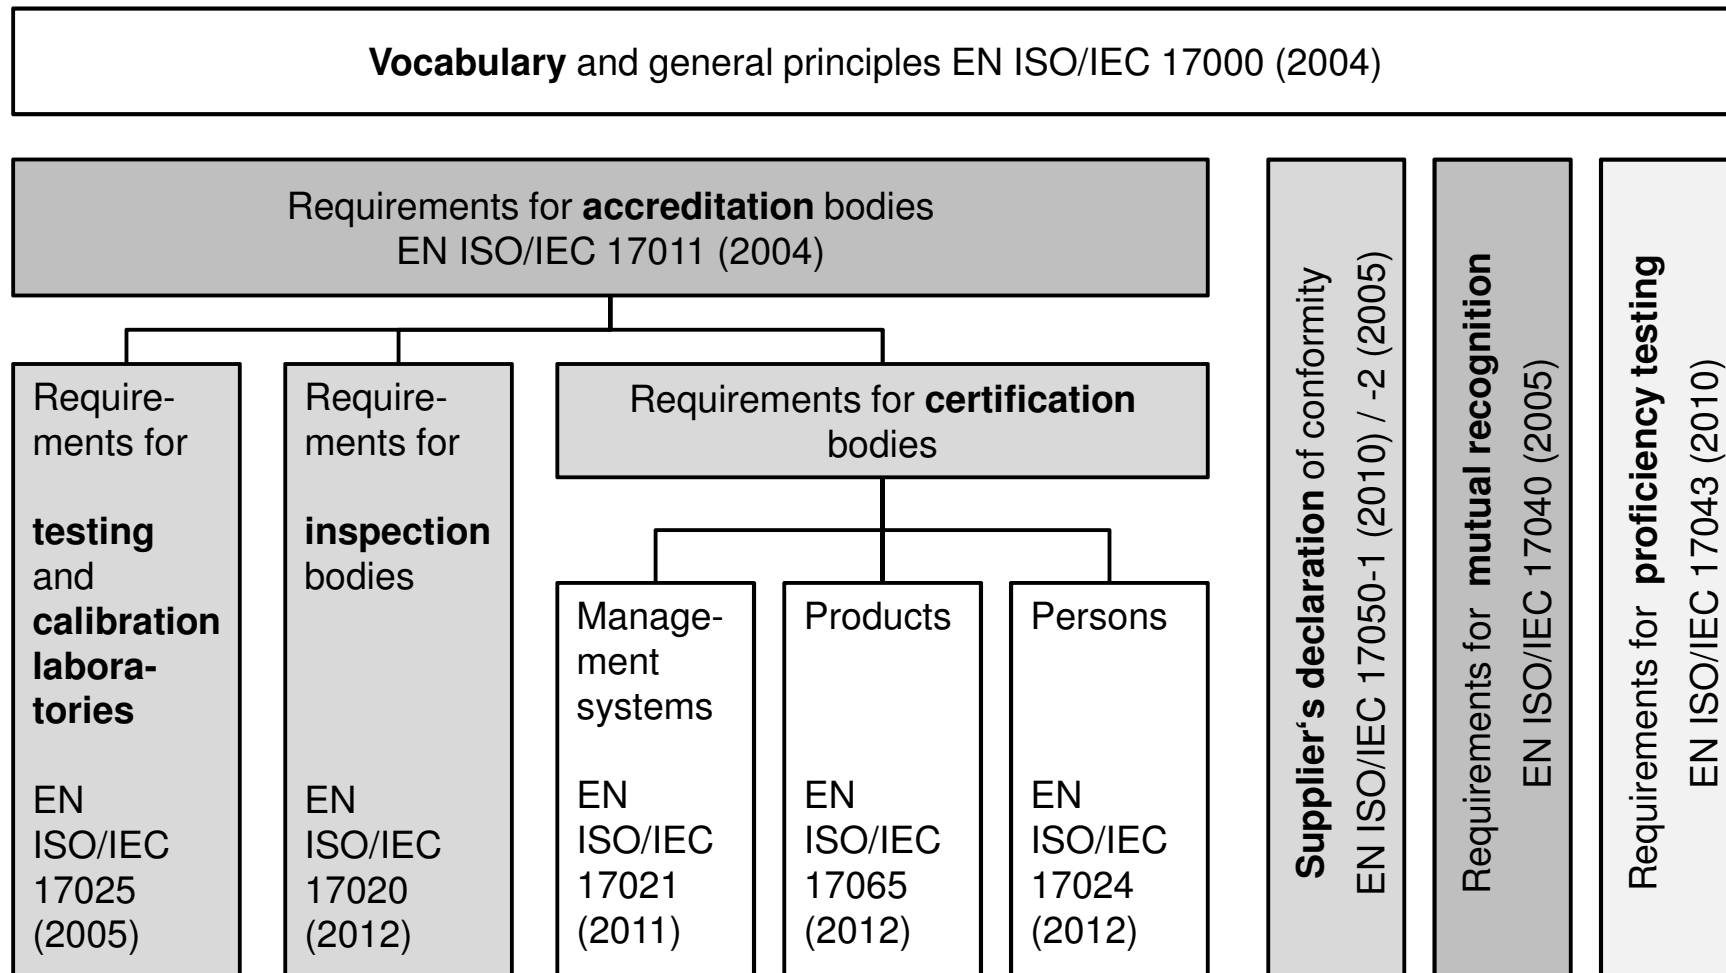 Vocabulary and general principles EN ISO/IEC 17000 (2004)
Requirements for accreditation bodies
EN ISO/IEC 17011 (2004)
Require-
ments for
testing
and
calibration
labora-
tories
EN
ISO/IEC
17025
(2005)
Require-
ments for
inspection
bodies
EN
ISO/IEC
17020
(2012)
Requirements for certification
bodies
Manage-
ment
systems
EN
ISO/IEC
17021
(2011)
Products
EN
ISO/IEC
17065
(2012)
Persons
EN
ISO/IEC
17024
(2012)
Supplier‘s declaration of conformity
EN ISO/IEC 17050-1 (2010) / -2 (2005)
Requirements for mutual recognition
EN ISO/IEC 17040 (2005)
Requirements for proficiency testing
EN ISO/IEC 17043 (2010)